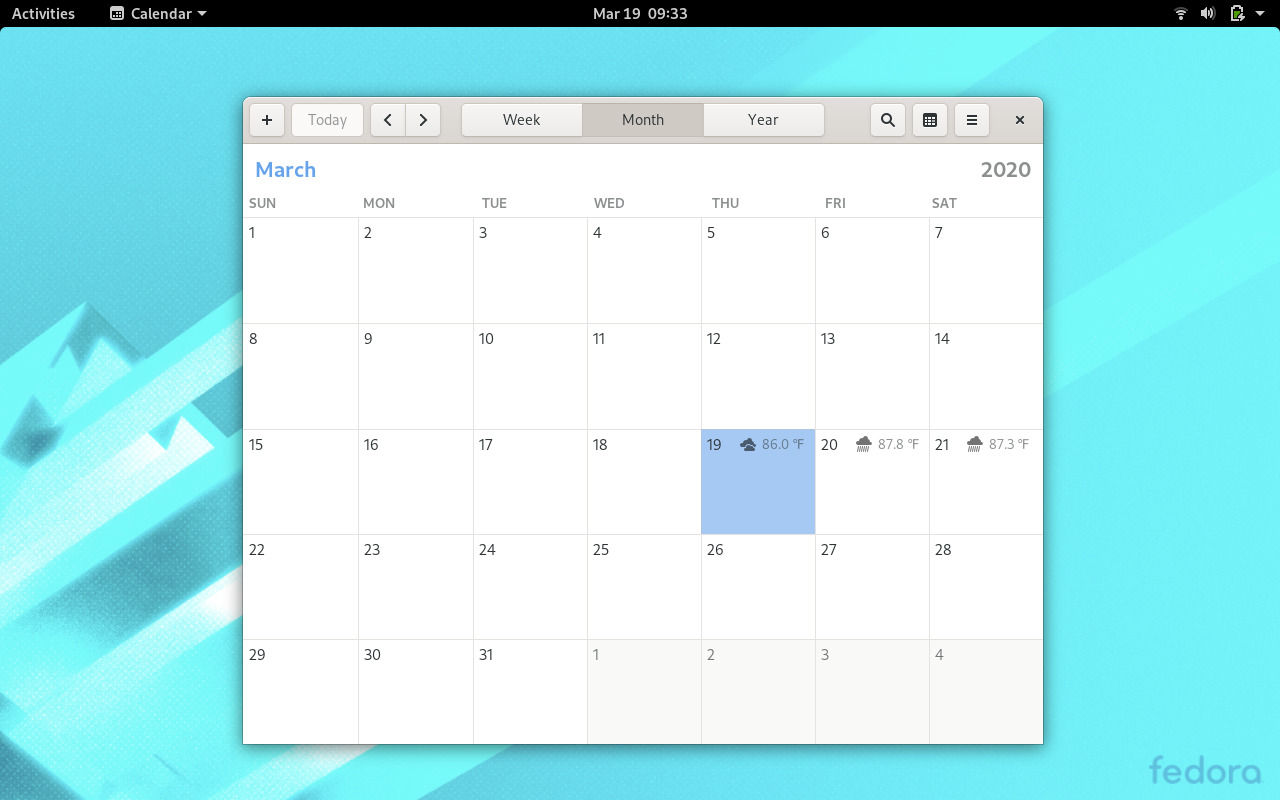 Activities Calendar Mar 19 09:33
+ Today Week Month Year
March 2020
SUN MON TUE WED THU FRI SAT
1 2 3 4 5 6 7
8 9 10 11 12 13 14
15 16 17 18 19 86.0 °F 20 87.8 °F 21 87.3 °F
22 23 24 25 26 27 28
29 30 31 1 2 3 4
fedora